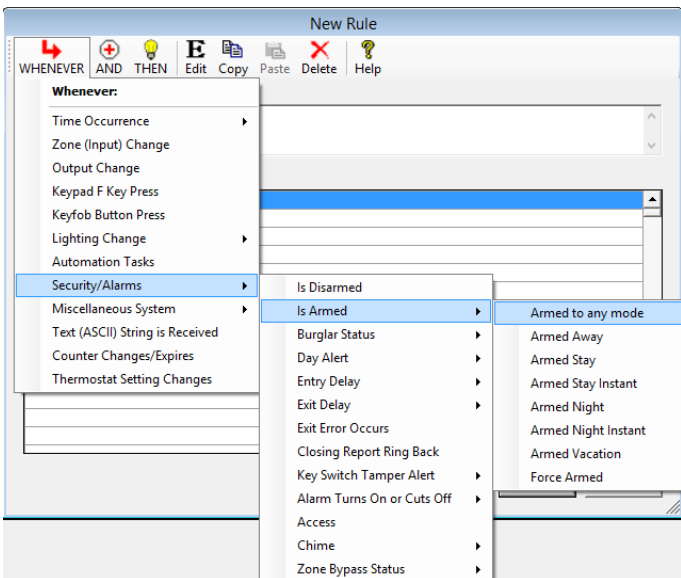 New Rule
WHENEVER AND THEN Edit Copy Paste Delete Help
Whenever:
Time Occurrence
Zone (Input) Change
Output Change
Keypad F Key Press
Keyfob Button Press
Lighting Change
Automation Tasks
Security/Alarms
Miscellaneous System
Text (ASCII) String is Received
Counter Changes/Expires
Thermostat Setting Changes
Is Disarmed
Is Armed
Burglar Status
Day Alert
Entry Delay
Exit Delay
Exit Error Occurs
Closing Report Ring Back
Key Switch Tamper Alert
Alarm Turns On or Cuts Off
Access
Chime
Zone Bypass Status
Armed to any mode
Armed Away
Armed Stay
Armed Stay Instant
Armed Night
Armed Night Instant
Armed Vacation
Force Armed